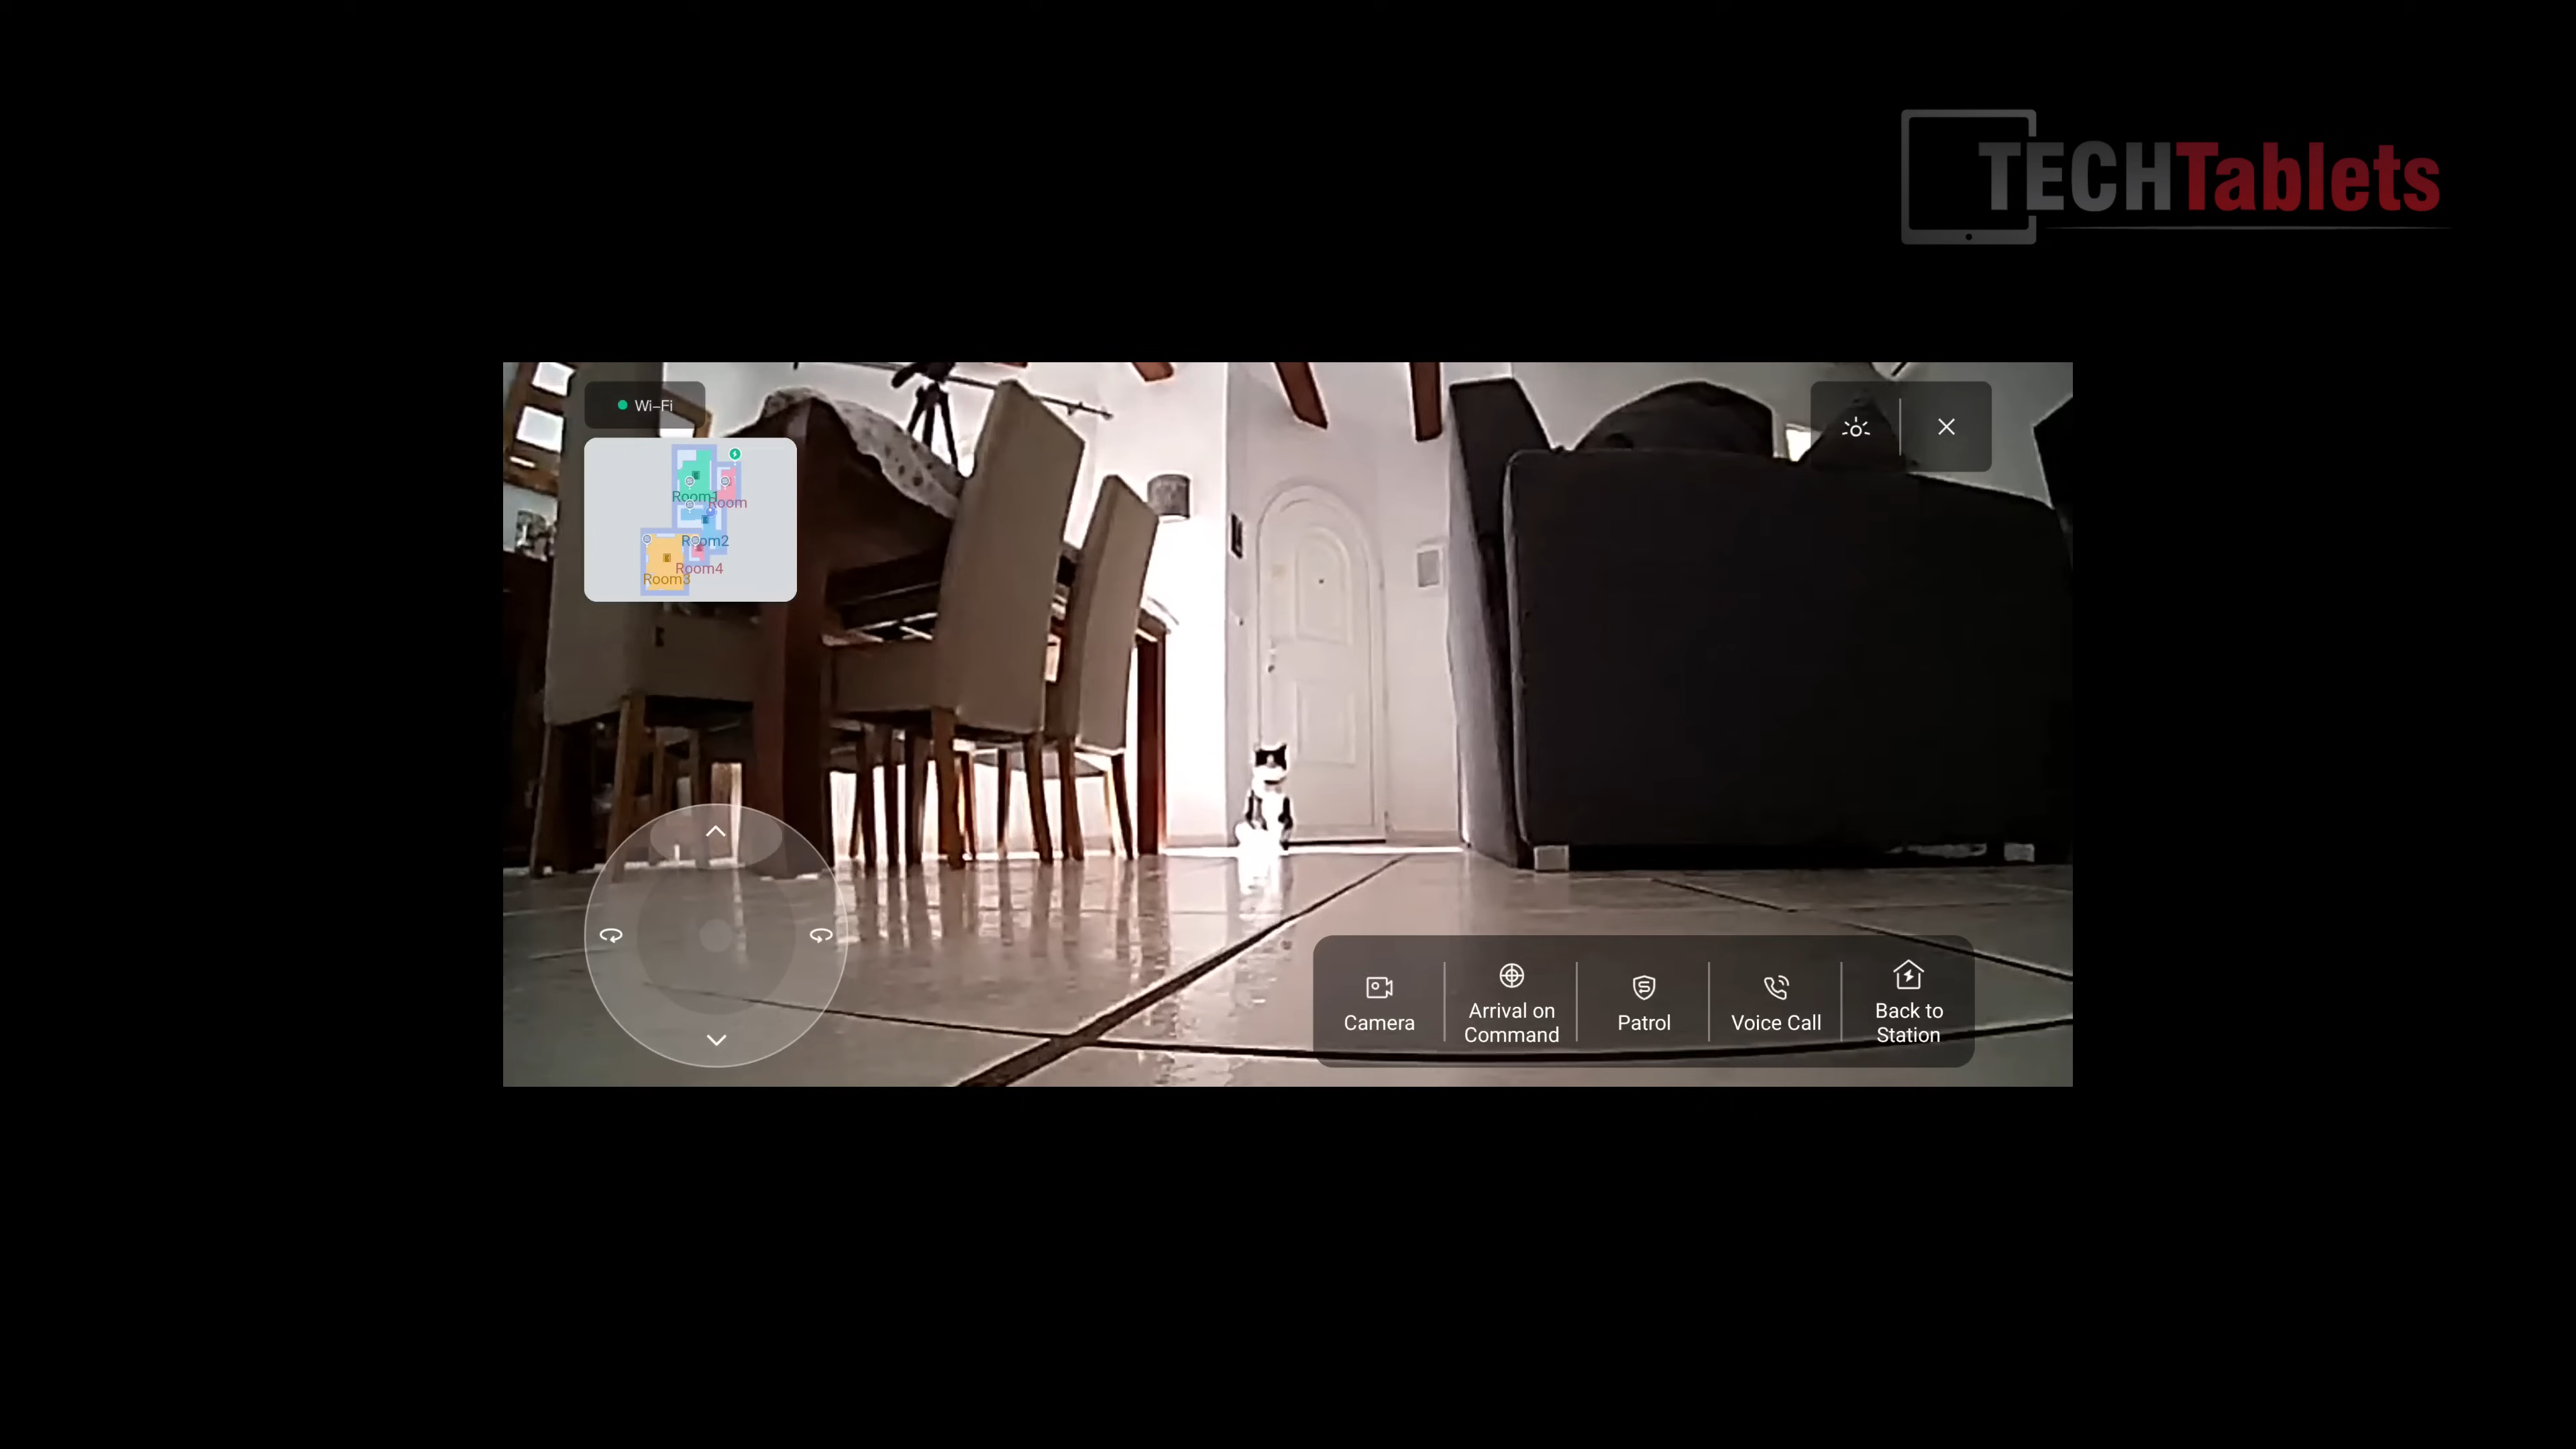 TECHTablets
Wi-Fi
Room1
Room
Room2
Room4
Room3
Camera
Arrival on
Command
Patrol
Voice Call
Back to
Station